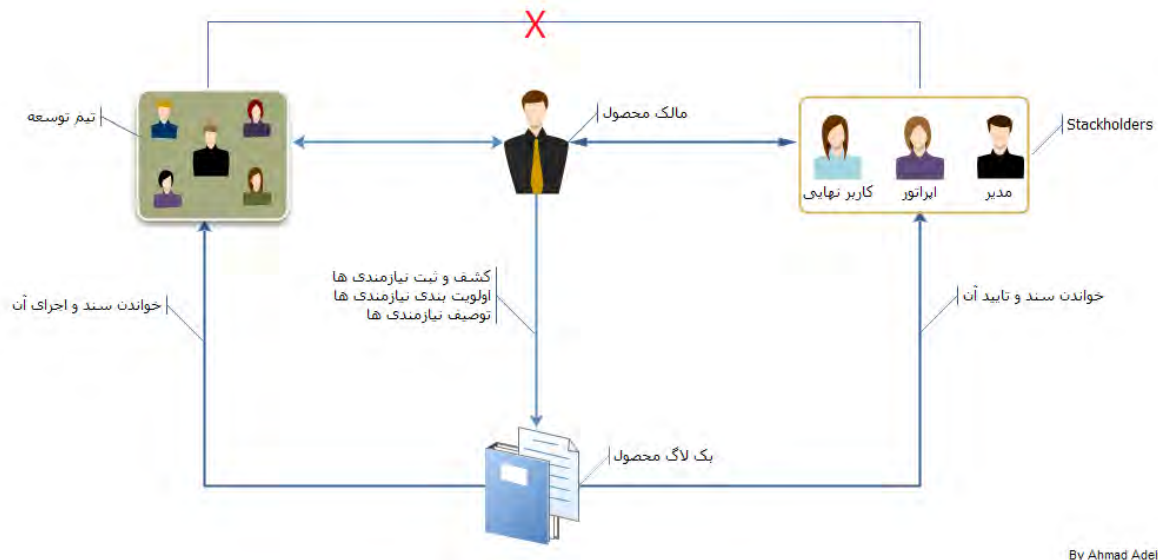 X
تیم توسعه
مالک محصول
Stackholders
کاربر نهایی
اپراتور
مدیر
کشف و ثبت نیازمندی ها
اولویت بندی نیازمندی ها
توصیف نیازمندی ها
خواندن سند و اجرای آن
خواندن سند و تایید آن
بک لاگ محصول
By Ahmad Adel